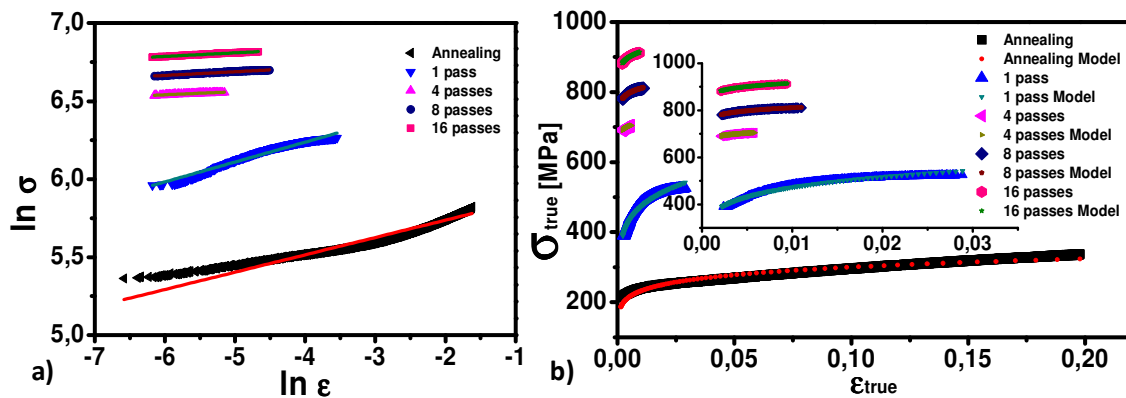 7,0
6,5
6,0
5,5
5,0
-7 -6 -5 -4 -3 -2 -1
ln σ
ln ε
Annealing
1 pass
4 passes
8 passes
16 passes
a)
1000
800
600
400
200
0,00 0,05 0,10 0,15 0,20
σtrue [MPa]
εtrue
1000
800
600
400
0,00 0,01 0,02 0,03
Annealing
Annealing Model
1 pass
1 pass Model
4 passes
4 passes Model
8 passes
8 passes Model
16 passes
16 passes Model
b)